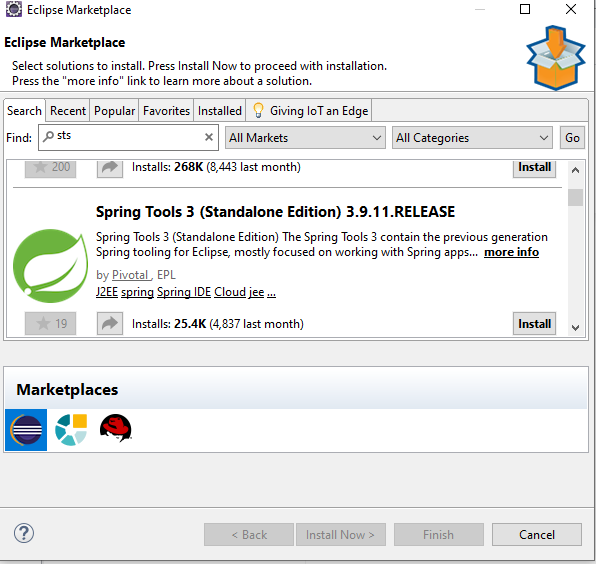 Eclipse Marketplace
Eclipse Marketplace
Select solutions to install. Press Install Now to proceed with installation.
Press the "more info" link to learn more about a solution.
Search Recent Popular Favorites Installed Giving IoT an Edge
Find: sts All Markets All Categories Go
200 Installs: 268K (8,443 last month) Install
Spring Tools 3 (Standalone Edition) 3.9.11.RELEASE
Spring Tools 3 (Standalone Edition) The Spring Tools 3 contain the previous generation
Spring tooling for Eclipse, mostly focused on working with Spring apps... more info
by Pivotal , EPL
J2EE spring Spring IDE Cloud jee ...
19 Installs: 25.4K (4,837 last month) Install
Marketplaces
< Back Install Now > Finish Cancel